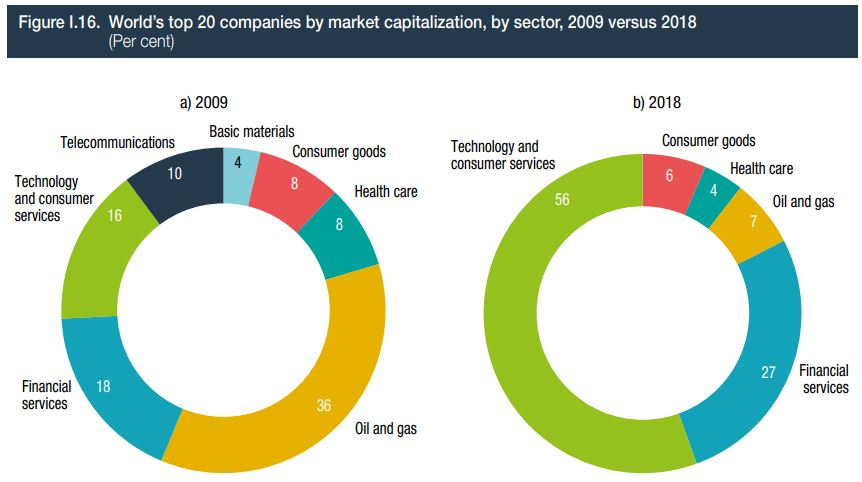 Figure I.16. World's top 20 companies by market capitalization, by sector, 2009 versus 2018
(Per cent)
a) 2009
Basic materials
4
Consumer goods
8
Health care
8
Oil and gas
36
Financial
services
18
Technology
and consumer
services
16
Telecommunications
10
b) 2018
Consumer goods
6
Health care
4
Oil and gas
7
Financial
services
27
Technology and
consumer services
56